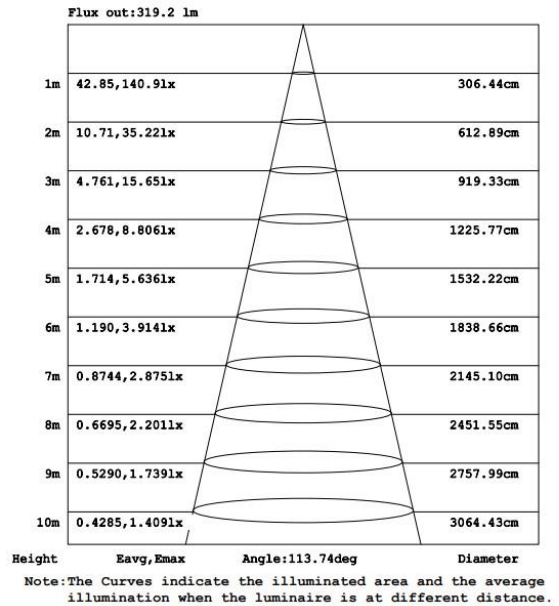 Flux out:319.2 lm
1m 42.85,140.9lx 306.44cm
2m 10.71,35.22lx 612.89cm
3m 4.761,15.65lx 919.33cm
4m 2.678,8.806lx 1225.77cm
5m 1.714,5.636lx 1532.22cm
6m 1.190,3.914lx 1838.66cm
7m 0.8744,2.875lx 2145.10cm
8m 0.6695,2.201lx 2451.55cm
9m 0.5290,1.739lx 2757.99cm
10m 0.4285,1.409lx 3064.43cm
Height Eavg,Emax Angle:113.74deg Diameter
Note:The Curves indicate the illuminated area and the average
illumination when the luminaire is at different distance.